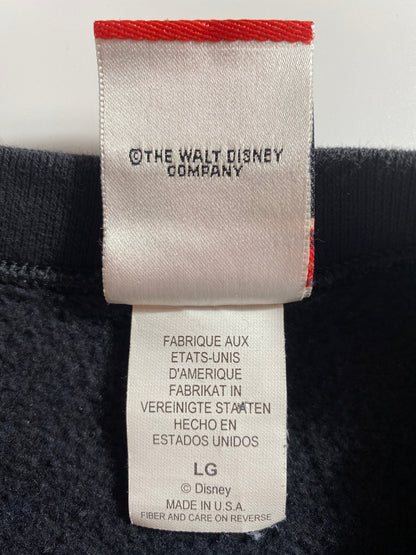 ©THE WALT DISNEY
COMPANY
FABRIQUE AUX
ETATS-UNIS
D'AMERIQUE
FABRIKAT IN
VEREINIGTE STAATEN
HECHO EN
ESTADOS UNIDOS
LG
© Disney
MADE IN U.S.A.
FIBER AND CARE ON REVERSE